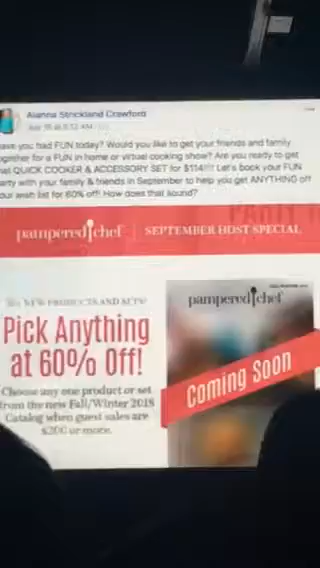 Alanna Strickland Crawford
Have you had FUN today? Would you like to get your friends and family
together for a FUN in home or virtual cooking show? Are you ready to get
that QUICK COOKER & ACCESSORY SET for $114!!! Let's book your FUN
party with your family & friends in September to help you get ANYTHING off
our wish list for 60% off! How does that sound?
pampered chef | SEPTEMBER HOST SPECIAL
NEW PRODUCTS AND SETS!
Pick Anything
at 60% Off!
Choose any one product or set
from the new Fall/Winter 2018
Catalog when guest sales are
$200 or more.
pampered chef
Coming Soon